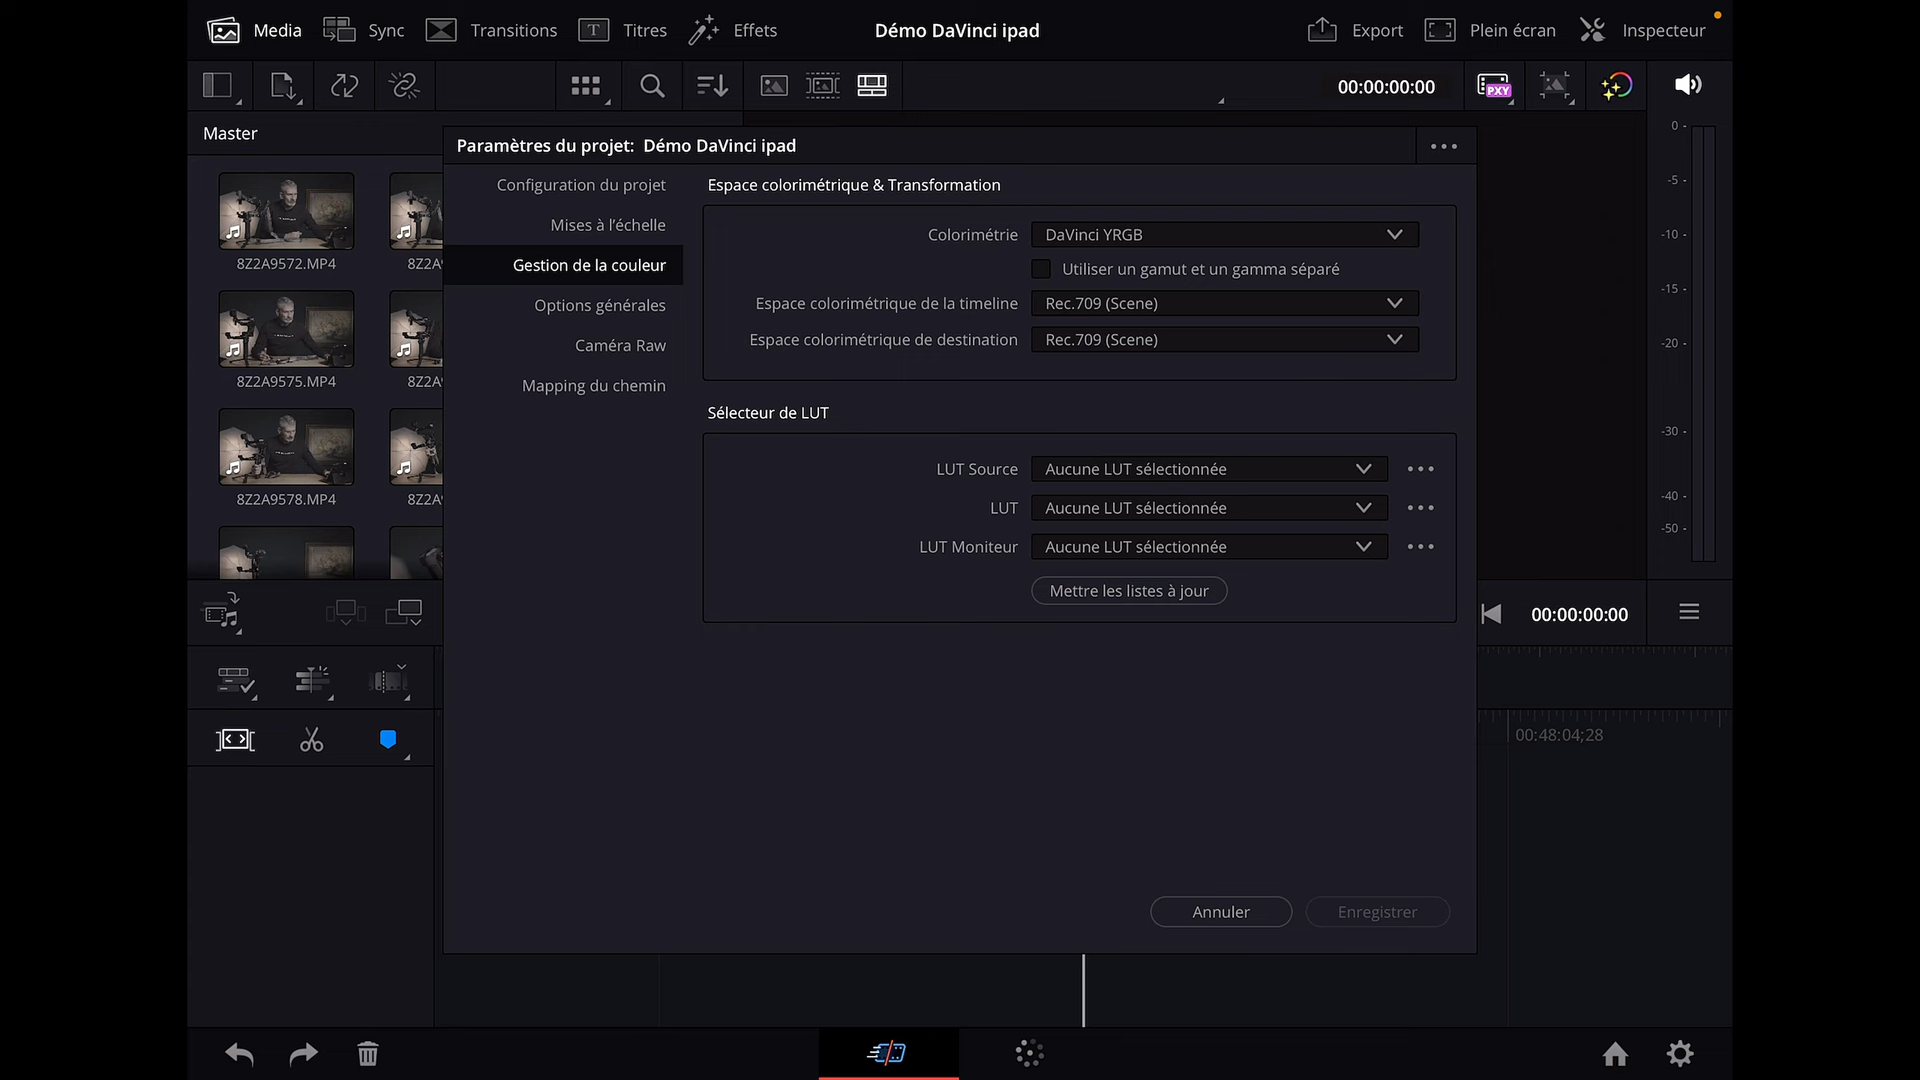 Media Sync Transitions Titres Effets Démo DaVinci ipad Export Plein écran Inspecteur
00:00:00:00 PXY
Master
8Z2A9572.MP4
8Z2A
8Z2A9575.MP4
8Z2A
8Z2A9578.MP4
8Z2A
Paramètres du projet: Démo DaVinci ipad
Configuration du projet
Mises à l'échelle
Gestion de la couleur
Options générales
Caméra Raw
Mapping du chemin
Espace colorimétrique & Transformation
Colorimétrie DaVinci YRGB
Utiliser un gamut et un gamma séparé
Espace colorimétrique de la timeline Rec.709 (Scene)
Espace colorimétrique de destination Rec.709 (Scene)
Sélecteur de LUT
LUT Source Aucune LUT sélectionnée
LUT Aucune LUT sélectionnée
LUT Moniteur Aucune LUT sélectionnée
Mettre les listes à jour
Annuler Enregistrer
0 -
-5 -
-10 -
-15 -
-20 -
-30 -
-40 -
-50 -
00:00:00:00
00:48:04;28